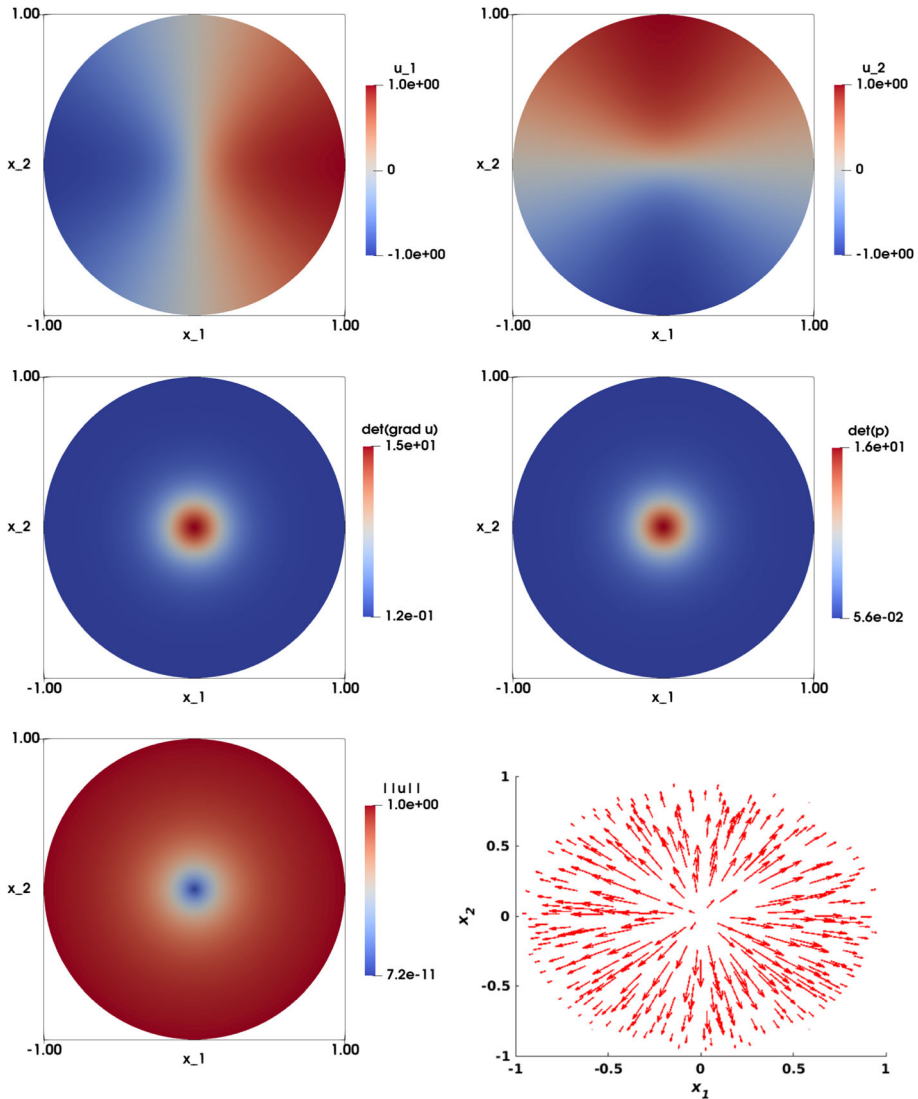 1.00
u_1
1.0e+00
x_2
0
-1.0e+00
-1.00
1.00
x_1
1.00
u_2
1.0e+00
x_2
0
-1.0e+00
-1.00
1.00
x_1
1.00
det(grad u)
1.5e+01
x_2
1.2e-01
-1.00
1.00
x_1
1.00
det(p)
1.6e+01
x_2
5.6e-02
-1.00
1.00
x_1
1.00
||u||
1.0e+00
x_2
7.2e-11
-1.00
1.00
x_1
1
0.5
x_2
0
-0.5
-1
-1
-0.5
0
0.5
1
x_1